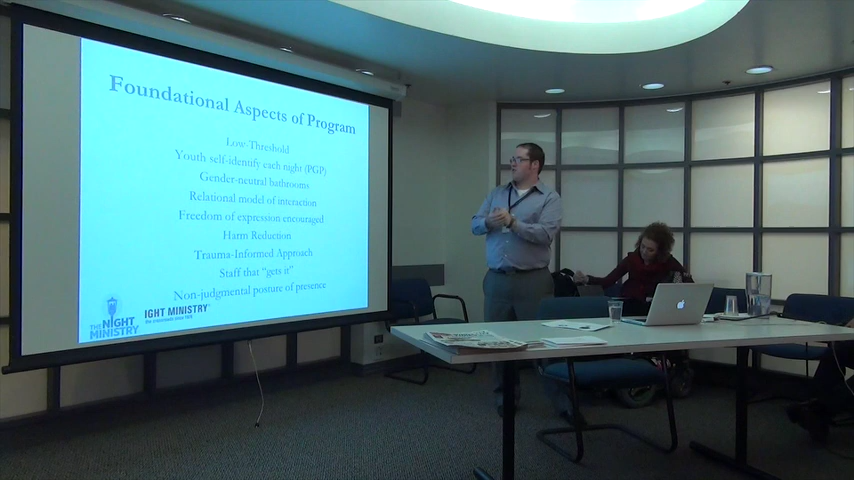 Foundational Aspects of Program
Low-Threshold
Youth self-identify each night (PGP)
Gender-neutral bathrooms
Relational model of interaction
Freedom of expression encouraged
Harm Reduction
Trauma-Informed Approach
Staff that "gets it"
Non-judgmental posture of presence
THE NIGHT MINISTRY
IGHT MINISTRY